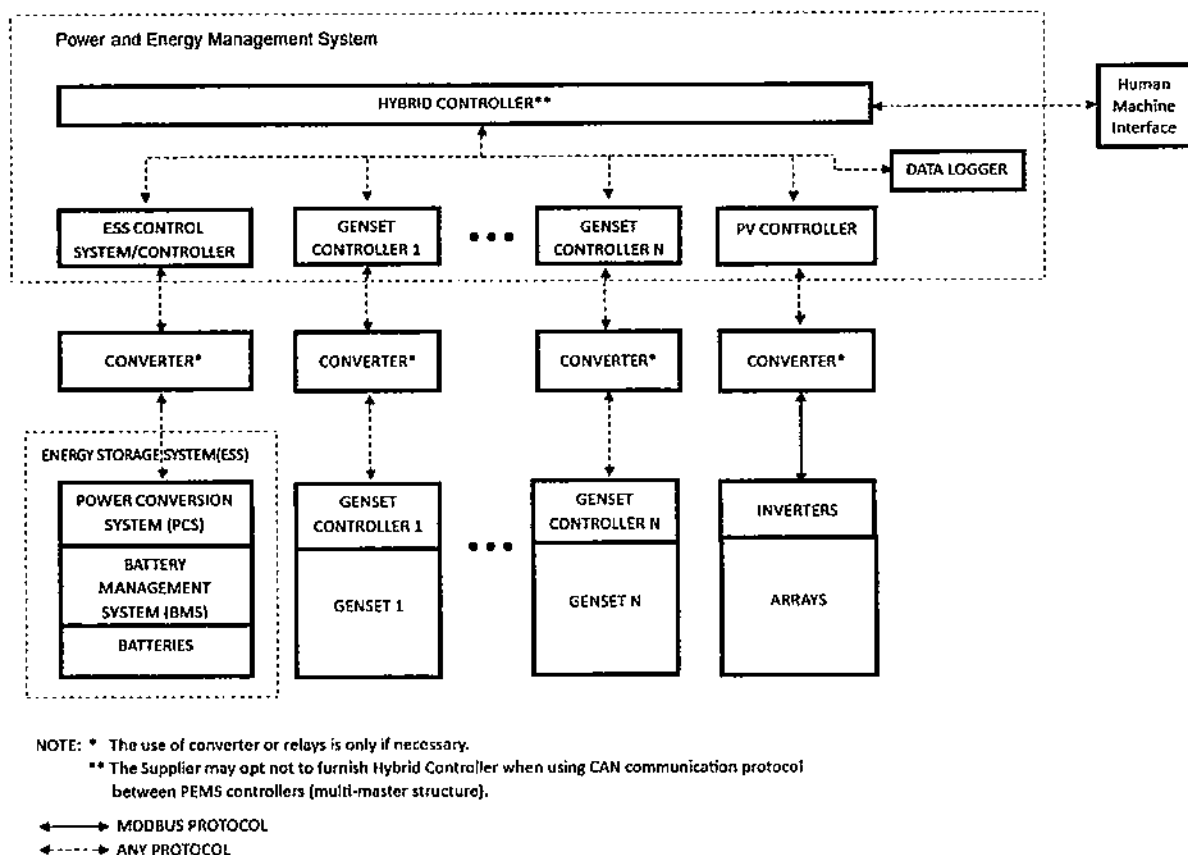 Power and Energy Management System
HYBRID CONTROLLER**
Human
Machine
Interface
DATA LOGGER
ESS CONTROL
SYSTEM/CONTROLLER
GENSET
CONTROLLER 1
GENSET
CONTROLLER N
PV CONTROLLER
CONVERTER*
CONVERTER*
CONVERTER*
CONVERTER*
ENERGY STORAGE SYSTEM(ESS)
POWER CONVERSION
SYSTEM (PCS)
BATTERY
MANAGEMENT
SYSTEM (BMS)
BATTERIES
GENSET
CONTROLLER 1
GENSET 1
GENSET
CONTROLLER N
GENSET N
INVERTERS
ARRAYS
NOTE: * The use of converter or relays is only if necessary.
** The Supplier may opt not to furnish Hybrid Controller when using CAN communication protocol
between PEMS controllers (multi-master structure).
MODBUS PROTOCOL
ANY PROTOCOL